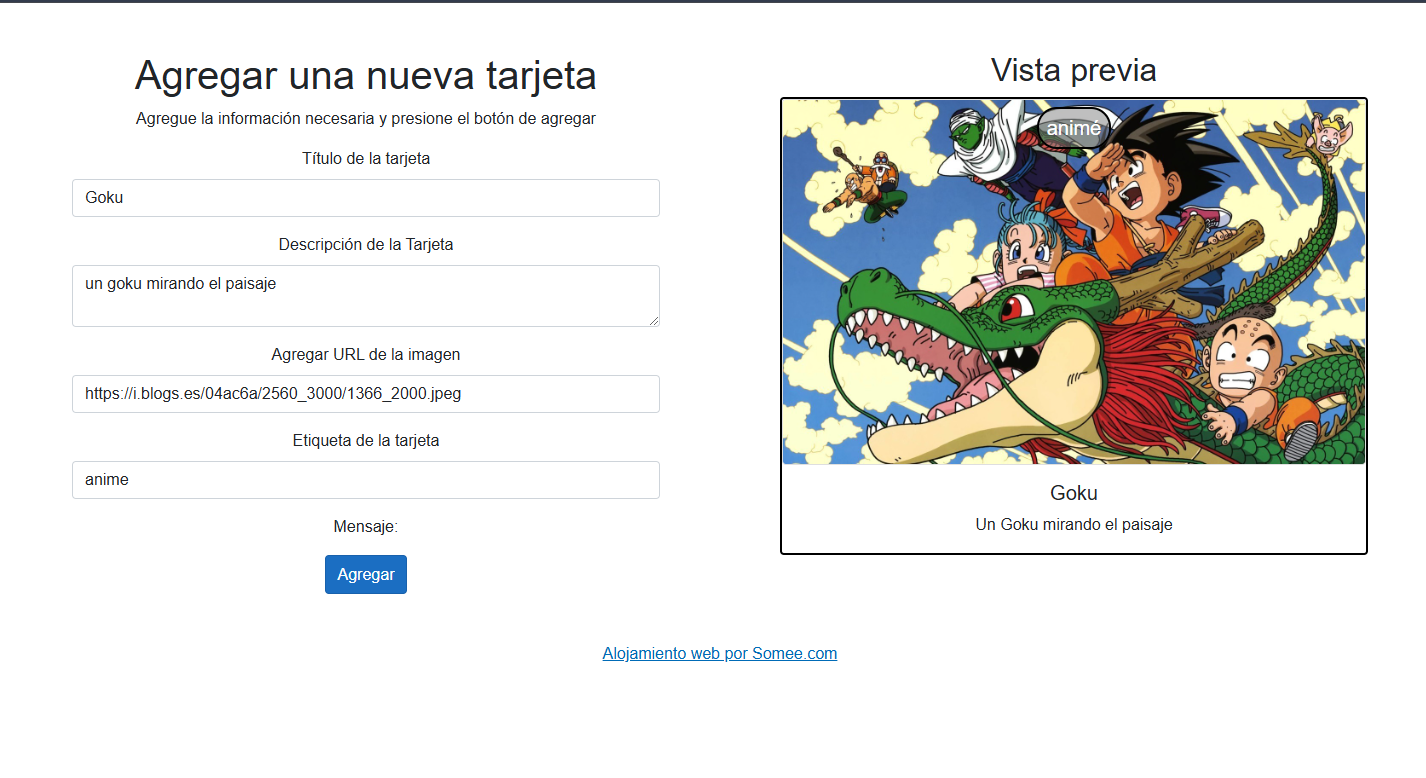 Agregar una nueva tarjeta
Agregue la información necesaria y presione el botón de agregar
Título de la tarjeta
Goku
Descripción de la Tarjeta
un goku mirando el paisaje
Agregar URL de la imagen
https://i.blogs.es/04ac6a/2560_3000/1366_2000.jpeg
Etiqueta de la tarjeta
anime
Mensaje:
Agregar
Vista previa
animé
Goku
Un Goku mirando el paisaje
Alojamiento web por Somee.com